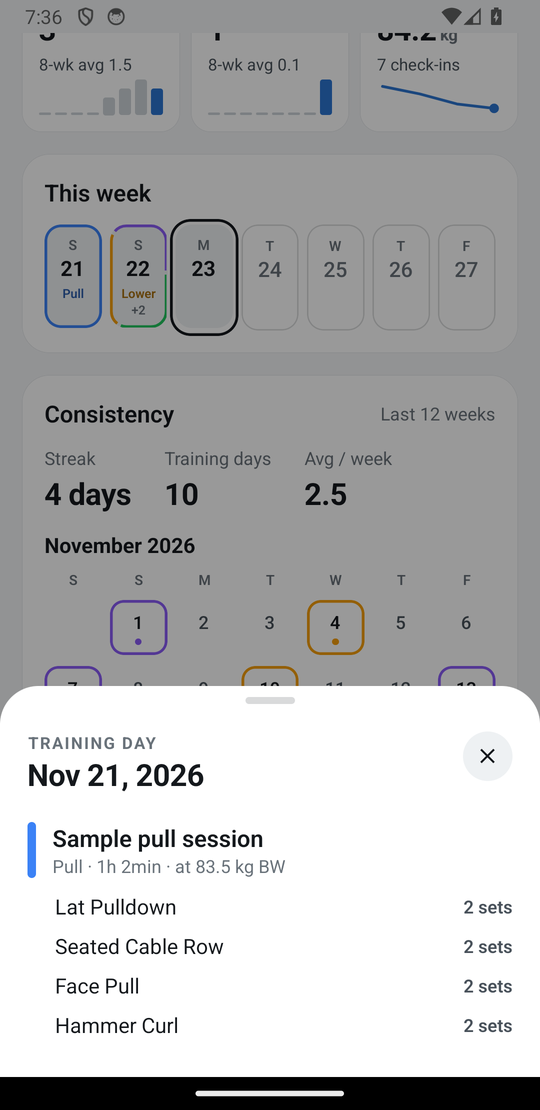 7:36
84.2 kg
8-wk avg 1.5
8-wk avg 0.1
7 check-ins
This week
S S M T W T F
21 22 23 24 25 26 27
Pull Lower
+2
Consistency
Last 12 weeks
Streak Training days Avg / week
4 days 10 2.5
November 2026
S S M T W T F
1 2 3 4 5 6
TRAINING DAY
Nov 21, 2026
Sample pull session
Pull · 1h 2min · at 83.5 kg BW
Lat Pulldown 2 sets
Seated Cable Row 2 sets
Face Pull 2 sets
Hammer Curl 2 sets